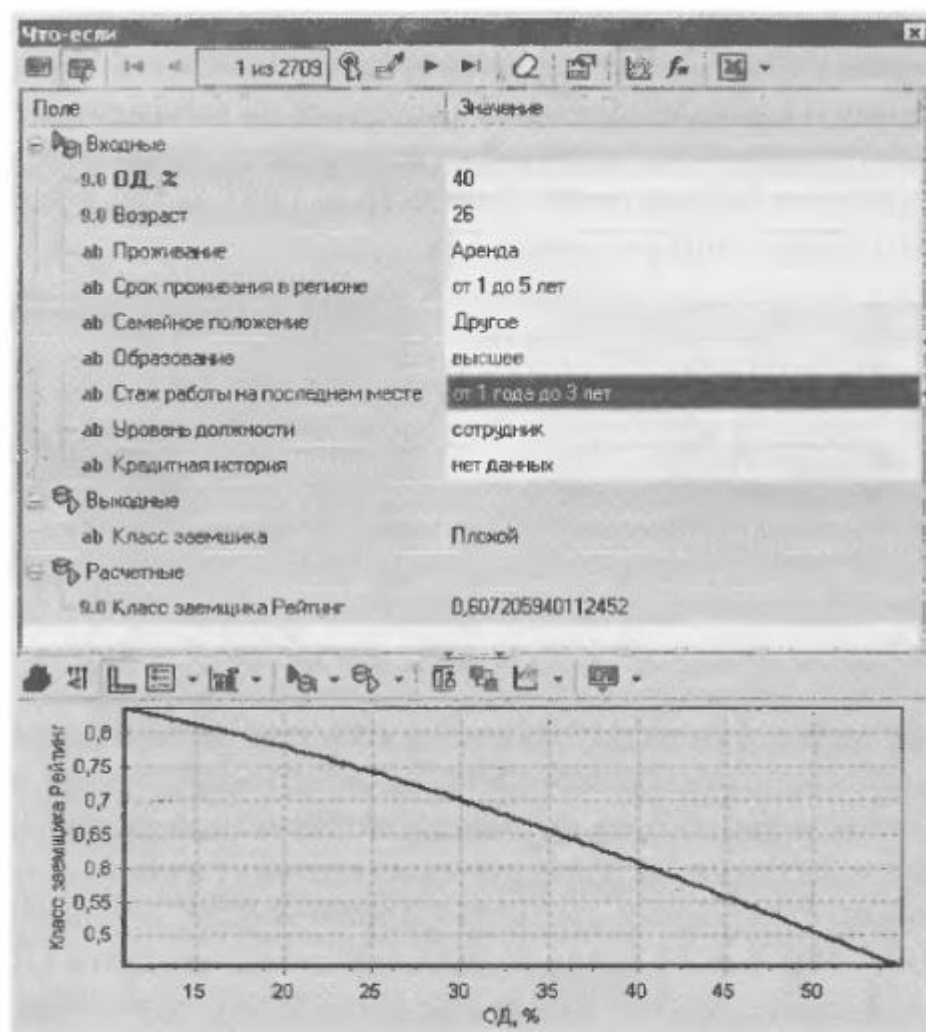 Что-если
1 из 2709
Поле Значение
Входные
9.0 ОД, % 40
9.0 Возраст 26
ab Проживание Аренда
ab Срок проживания в регионе от 1 до 5 лет
ab Семейное положение Другое
ab Образование высшее
ab Стаж работы на последнем месте от 1 года до 3 лет
ab Уровень должности сотрудник
ab Кредитная история нет данных
Выходные
ab Класс заемщика Плохой
Расчетные
9.0 Класс заемщика Рейтинг 0,607205940112452
Класс заемщика Рейтинг
0,8
0,75
0,7
0,65
0,6
0,55
0,5
15 20 25 30 35 40 45 50
ОД, %